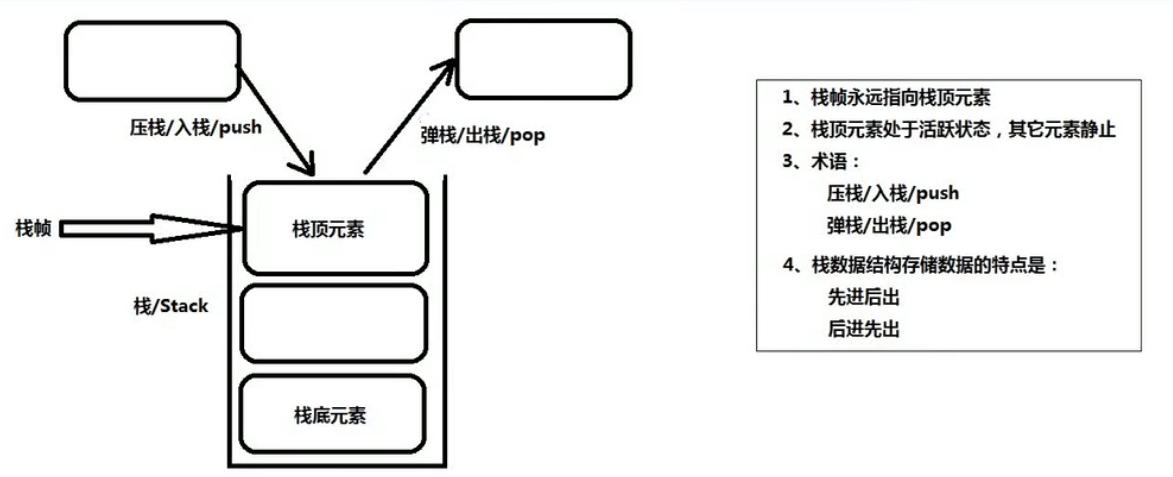 压栈/入栈/push
弹栈/出栈/pop
栈帧
栈顶元素
栈/Stack
栈底元素
1、栈帧永远指向栈顶元素
2、栈顶元素处于活跃状态，其它元素静止
3、术语：
压栈/入栈/push
弹栈/出栈/pop
4、栈数据结构存储数据的特点是：
先进后出
后进先出